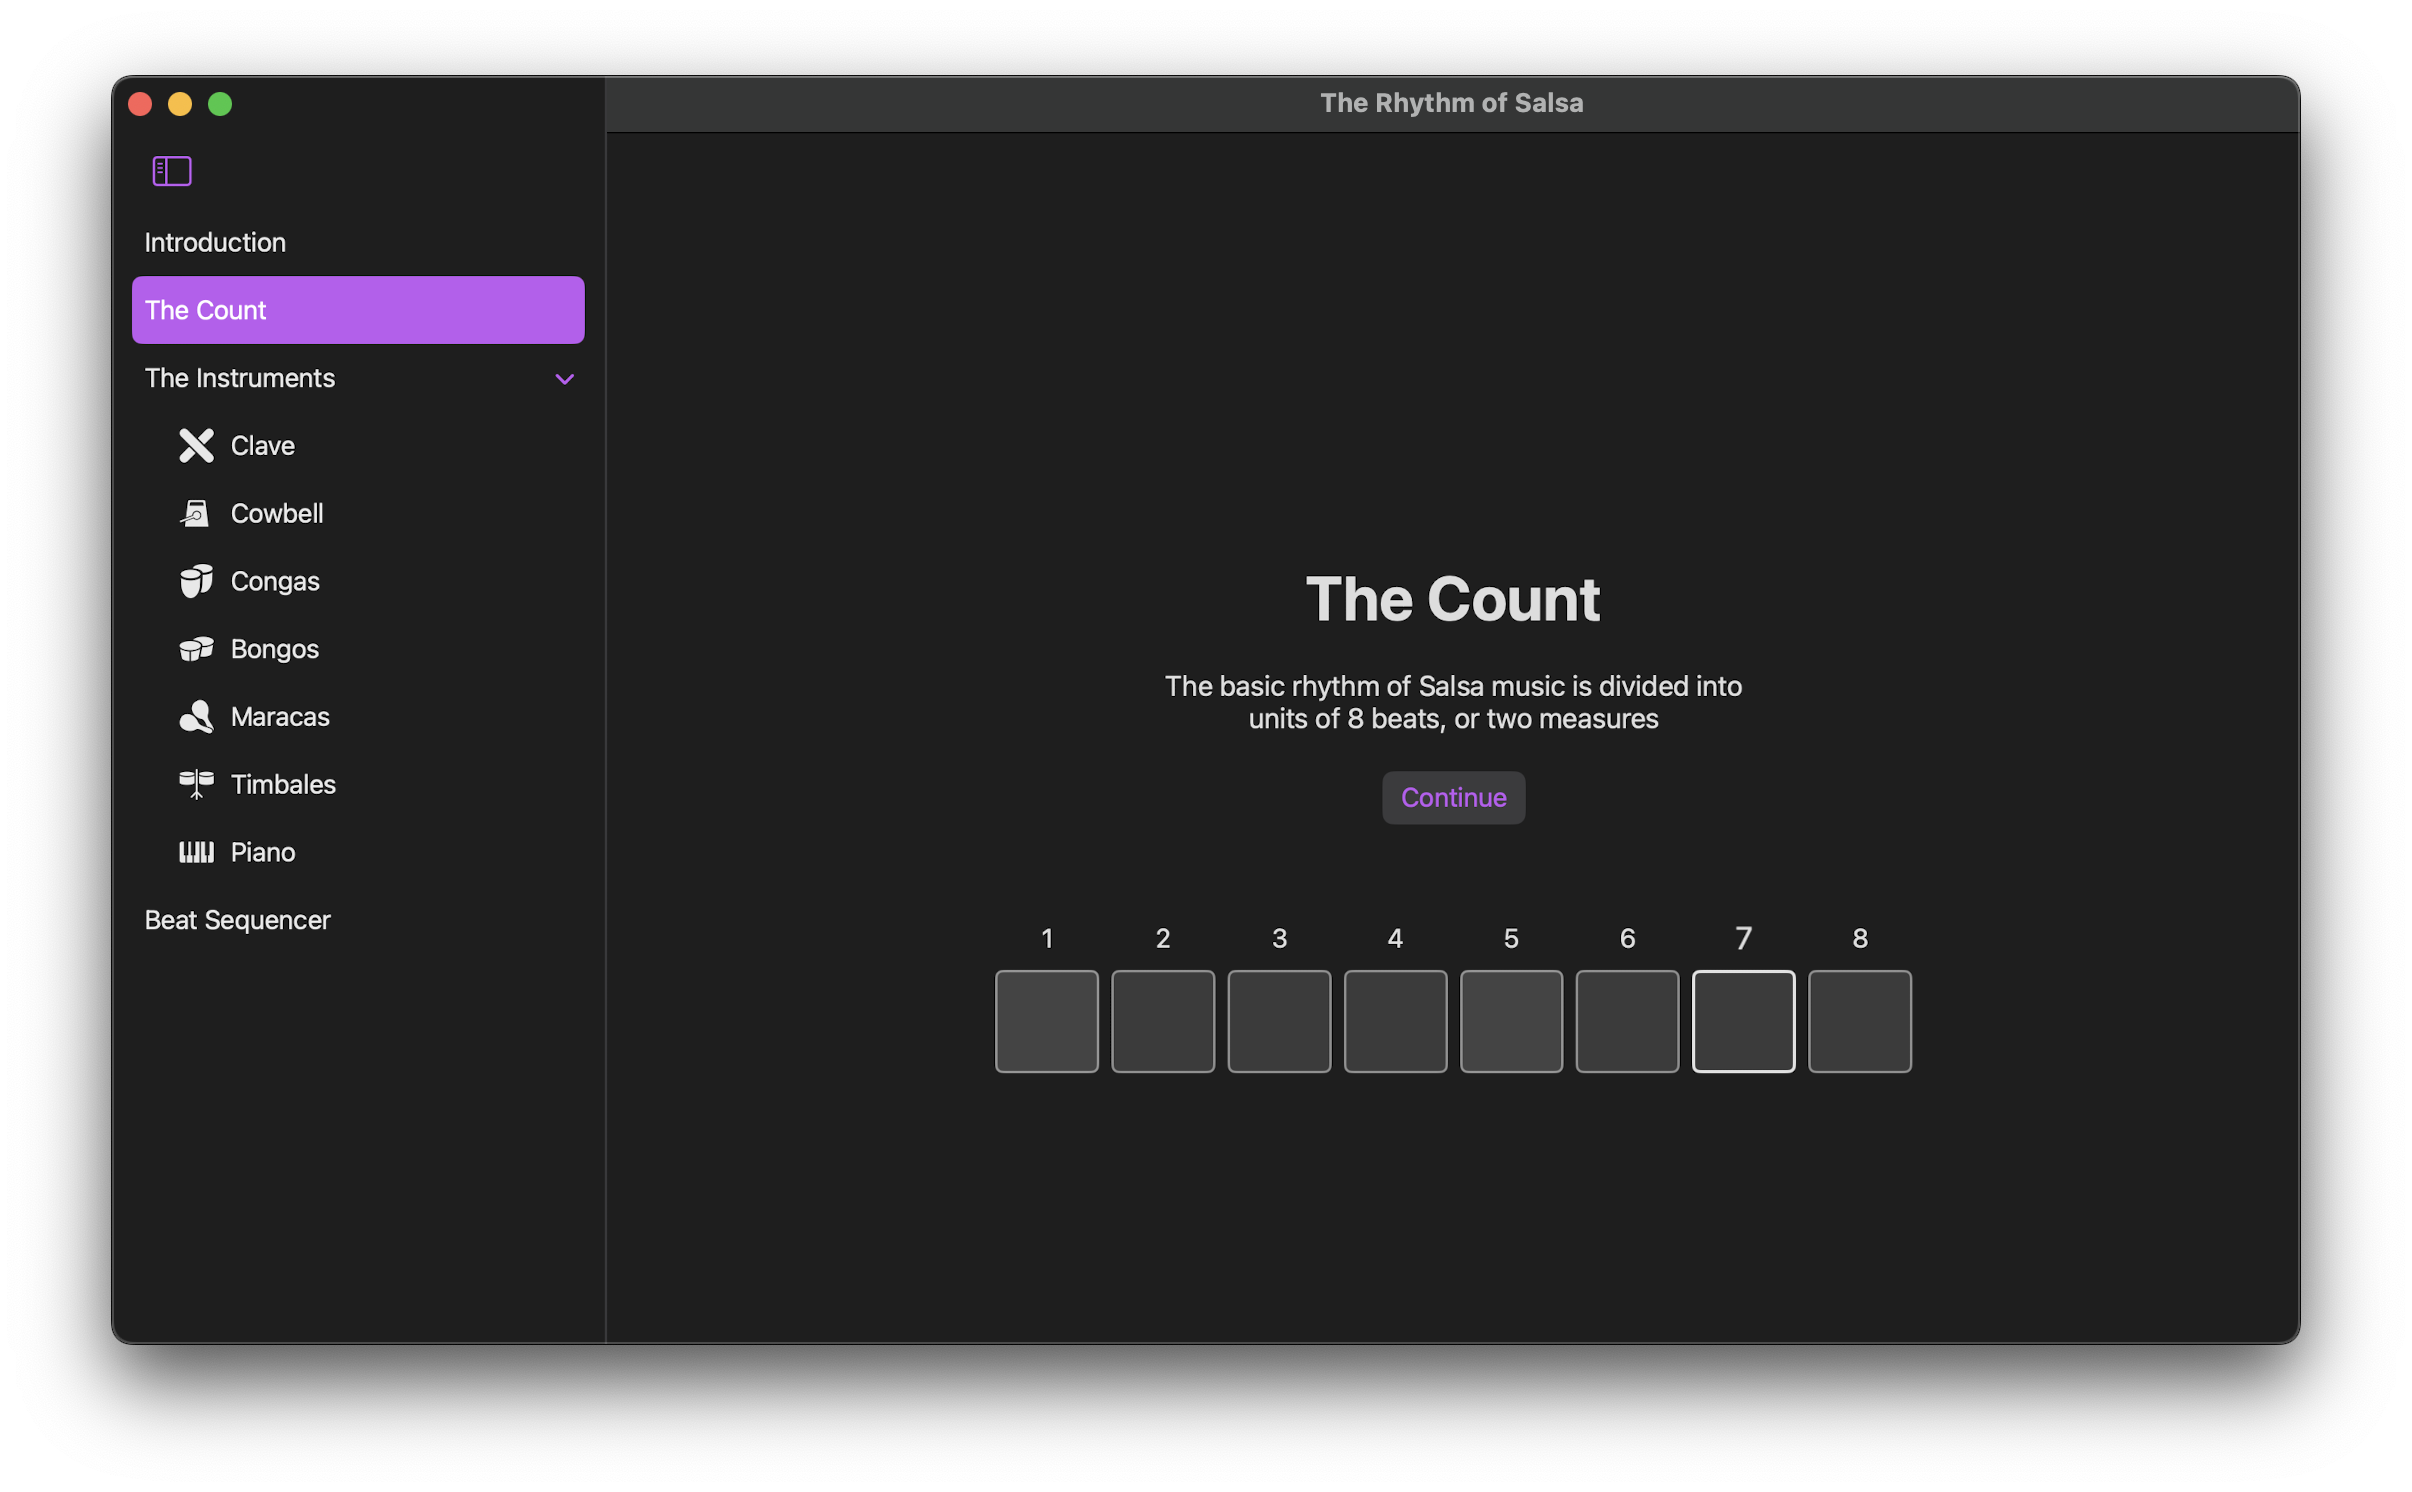 The Rhythm of Salsa
Introduction
The Count
The Instruments
Clave
Cowbell
Congas
Bongos
Maracas
Timbales
Piano
Beat Sequencer
The Count
The basic rhythm of Salsa music is divided into
units of 8 beats, or two measures
Continue
1 2 3 4 5 6 7 8